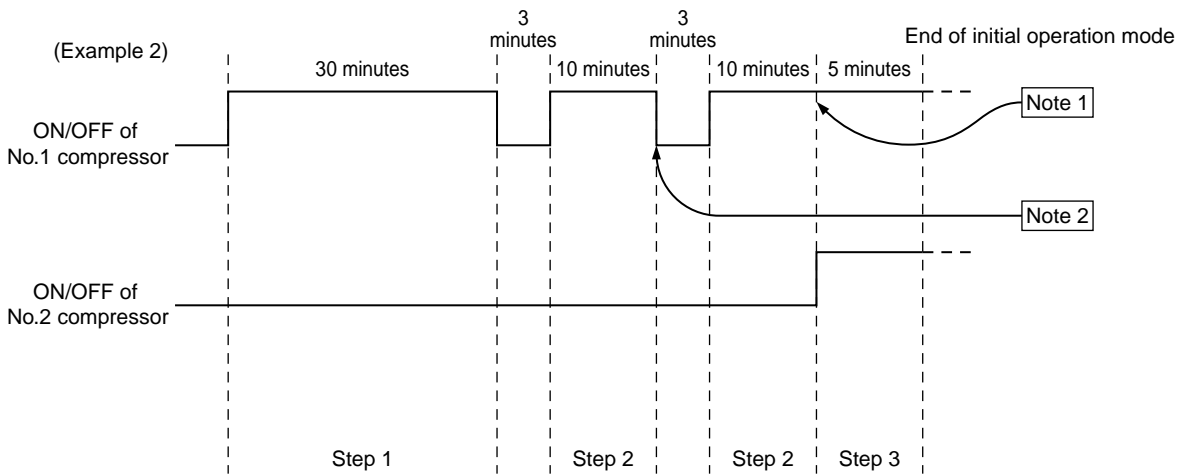 3
minutes
3
minutes
(Example 2)
End of initial operation mode
30 minutes
10 minutes
10 minutes
5 minutes
Note 1
ON/OFF of
No.1 compressor
Note 2
ON/OFF of
No.2 compressor
Step 1
Step 2
Step 2
Step 3